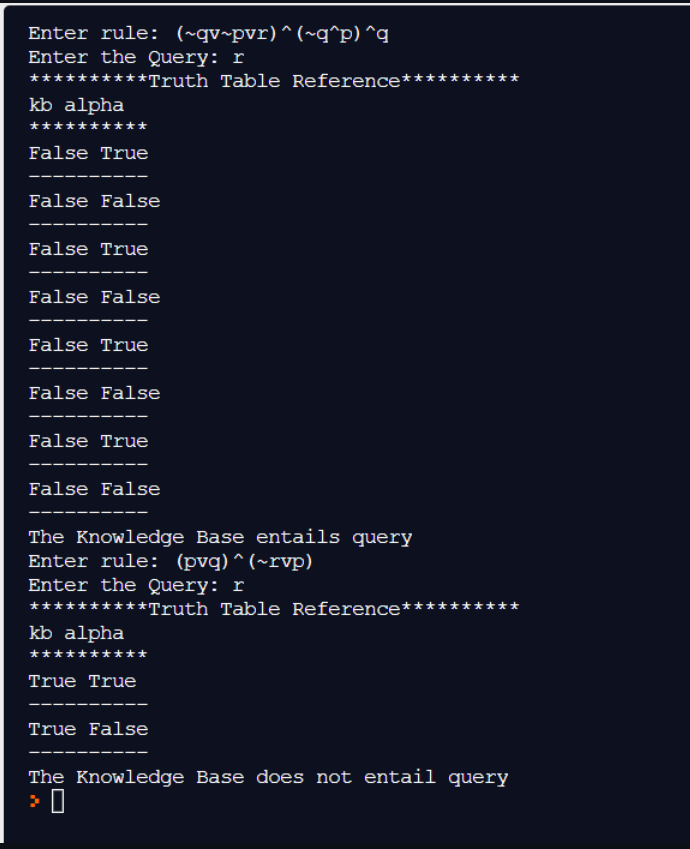 Enter rule: (~qv~pvr)^(~q^p)^q
Enter the Query: r
**********Truth Table Reference**********
kb alpha
**********
False True
----------
False False
----------
False True
----------
False False
----------
False True
----------
False False
----------
False True
----------
False False
----------
The Knowledge Base entails query
Enter rule: (pvq)^(~rvp)
Enter the Query: r
**********Truth Table Reference**********
kb alpha
**********
True True
----------
True False
----------
The Knowledge Base does not entail query
>